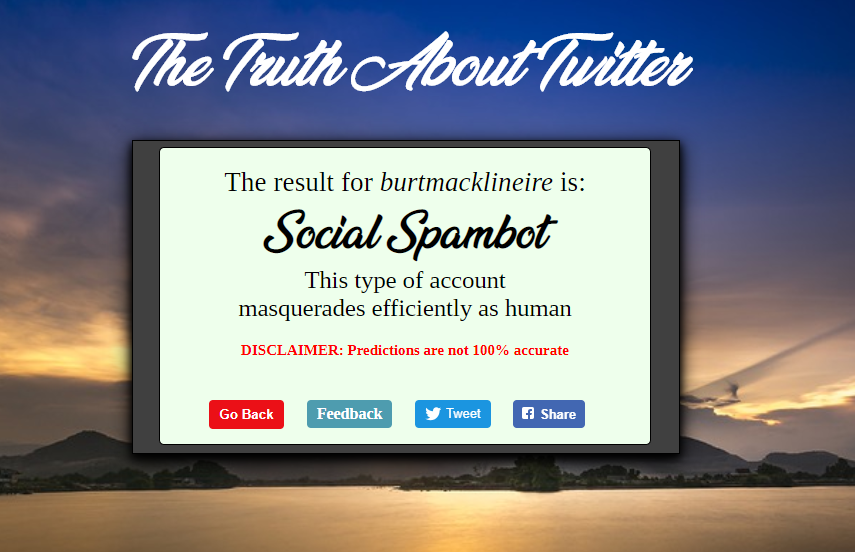 The Truth About Twitter
The result for burtmacklineire is:
Social Spambot
This type of account
masquerades efficiently as human
DISCLAIMER: Predictions are not 100% accurate
Go Back Feedback Tweet Share